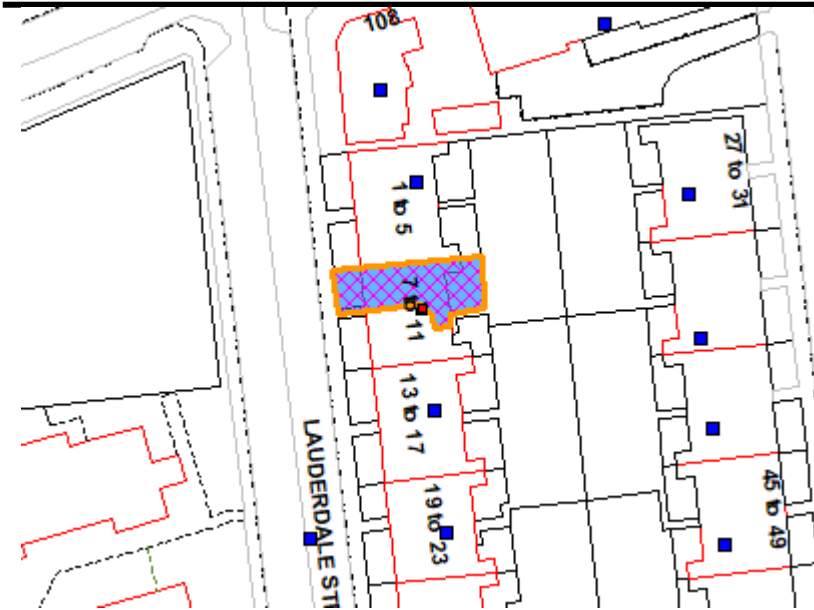 108
27 to 31
1 to 5
7 to 11
13 to 17
LAUDERDALE STR
19 to 23
45 to 49